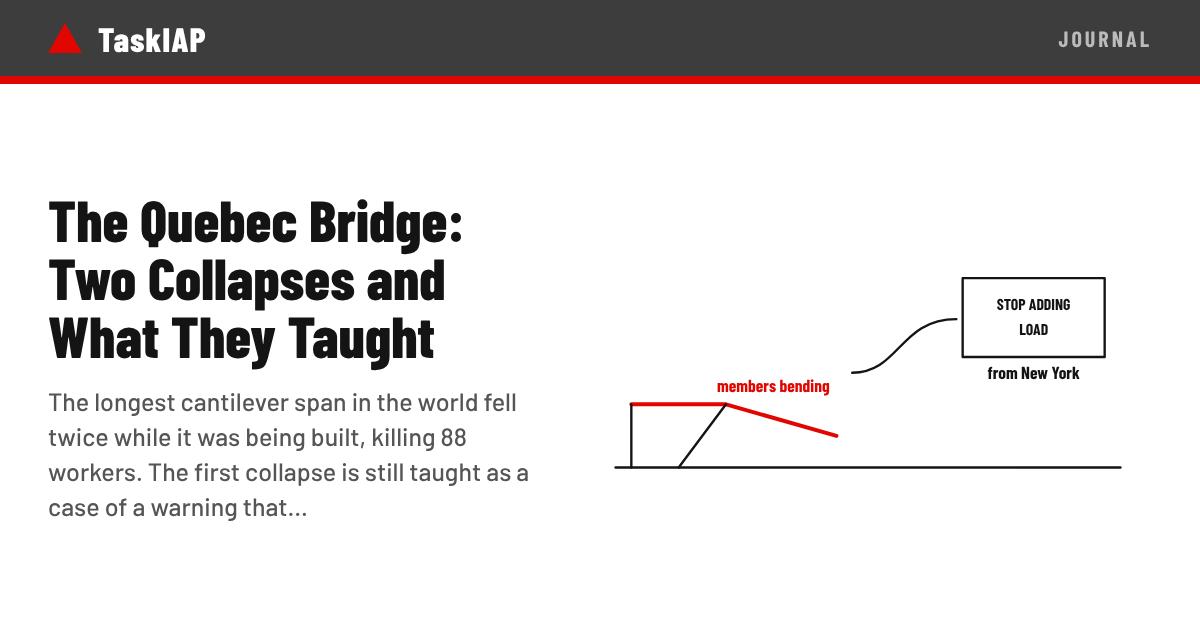 TaskIAP
JOURNAL
The Quebec Bridge:
Two Collapses and
What They Taught
The longest cantilever span in the world fell
twice while it was being built, killing 88
workers. The first collapse is still taught as a
case of a warning that...
members bending
STOP ADDING
LOAD
from New York